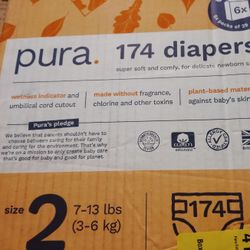 6x
packs of 29
pura. 174 diapers
super soft and comfy, for delicate newborn s
wetness indicator and
umbilical cord cutout
made without fragrance,
chlorine and other toxins
plant-based mater
against baby's skin
Pura's pledge
We believe that parents shouldn't have to
choose between caring for their family
and caring for the environment. That's why
we're on a mission to only create baby care
that's good for baby and good for planet.
size 2 7-13 lbs
(3-6 kg)
174